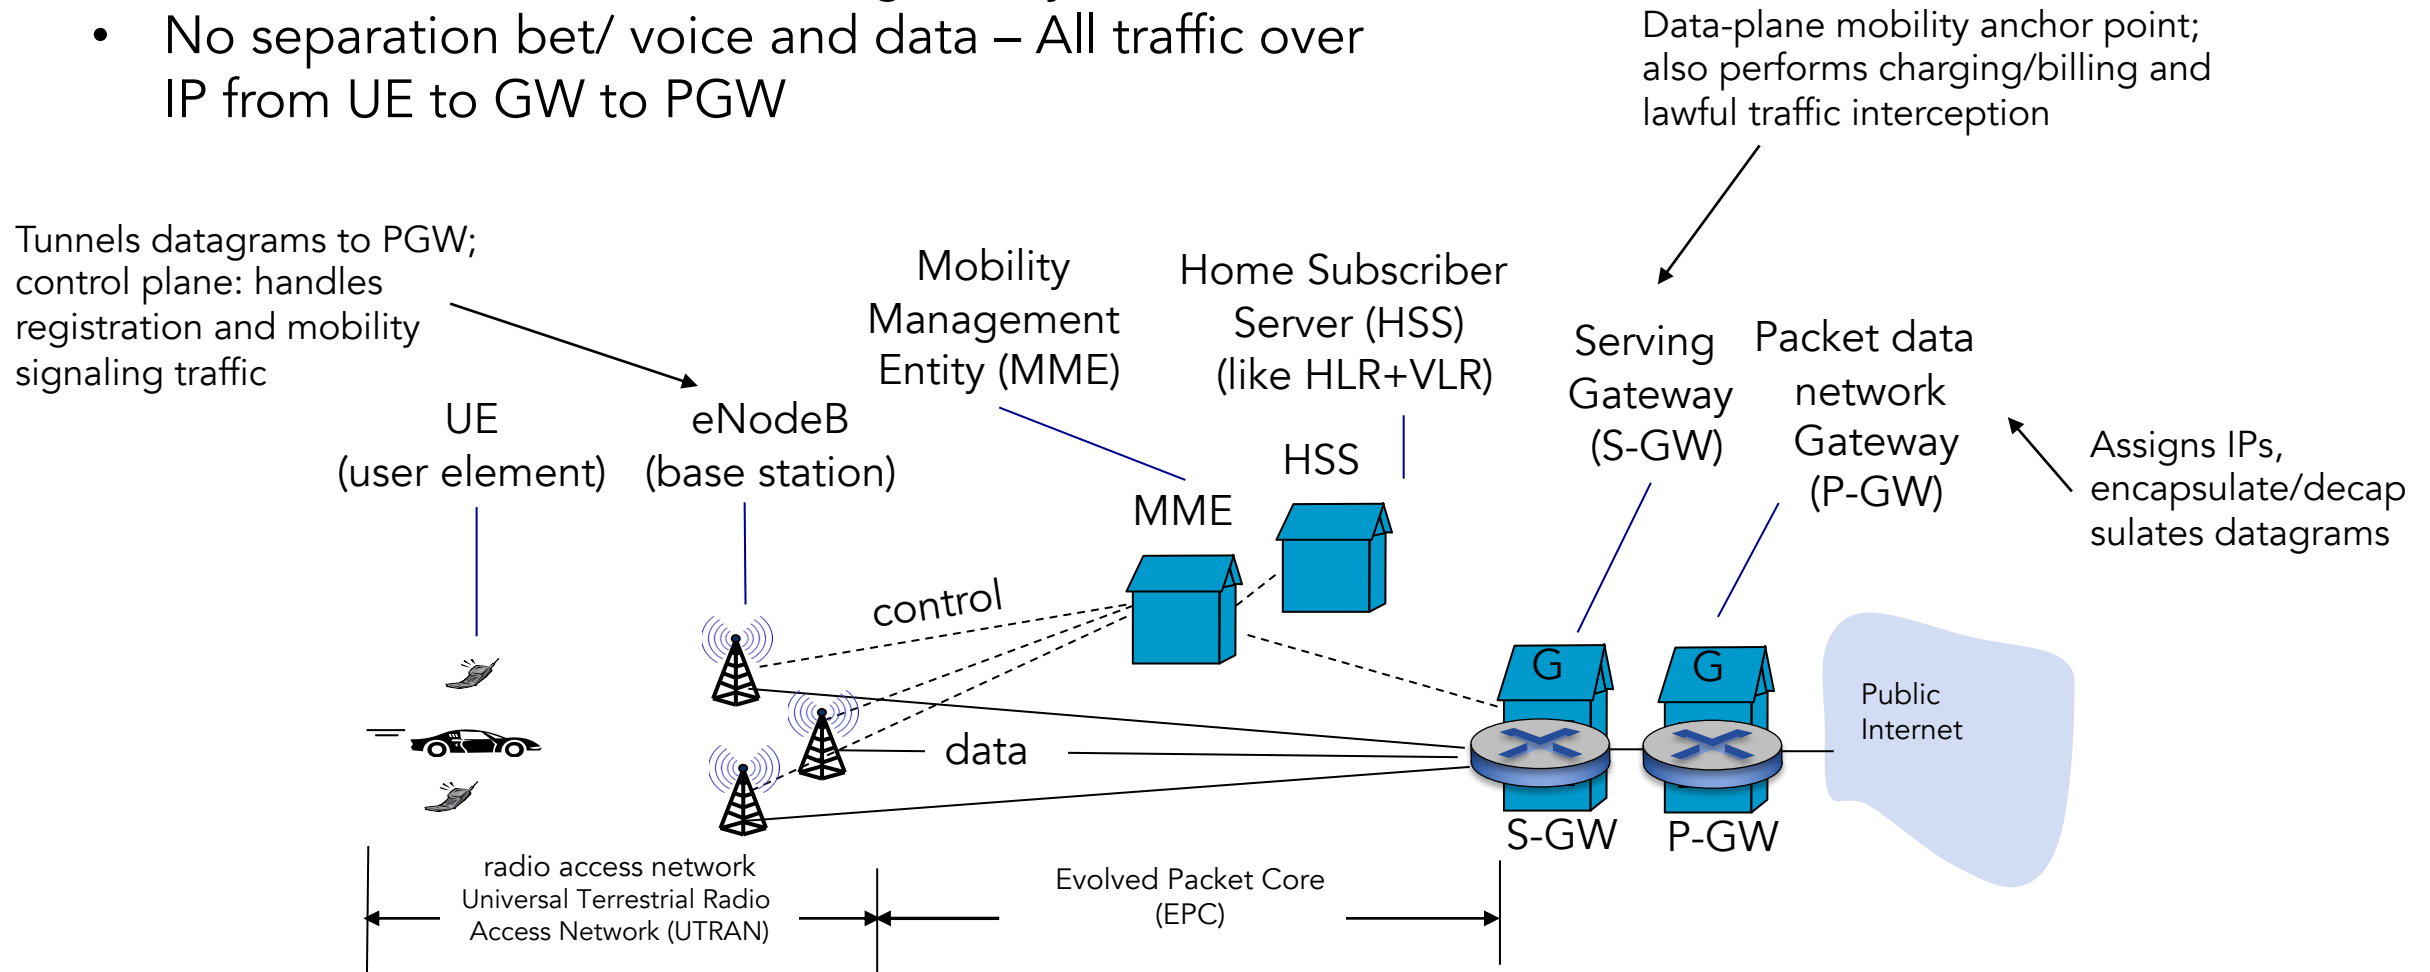 • No separation bet/ voice and data – All traffic over
IP from UE to GW to PGW
Data-plane mobility anchor point;
also performs charging/billing and
lawful traffic interception
Tunnels datagrams to PGW;
control plane: handles
registration and mobility
signaling traffic
Mobility
Management
Entity (MME)
Home Subscriber
Server (HSS)
(like HLR+VLR)
Serving
Gateway
(S-GW)
Packet data
network
Gateway
(P-GW)
Assigns IPs,
encapsulate/decap
sulates datagrams
UE
(user element)
eNodeB
(base station)
HSS
MME
control
data
G
G
S-GW
P-GW
Public
Internet
radio access network
Universal Terrestrial Radio
Access Network (UTRAN)
Evolved Packet Core
(EPC)